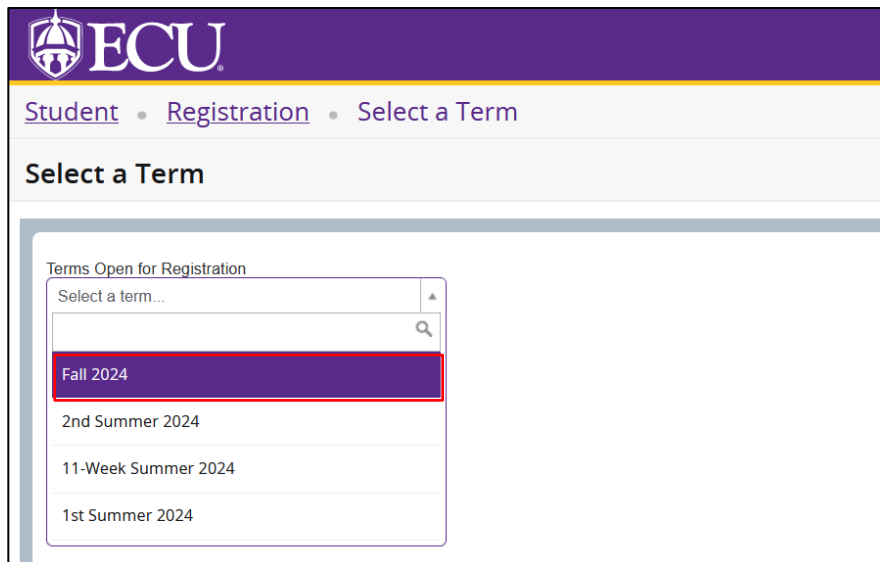 ECU
Student • Registration • Select a Term
Select a Term
Terms Open for Registration
Select a term...
Fall 2024
2nd Summer 2024
11-Week Summer 2024
1st Summer 2024